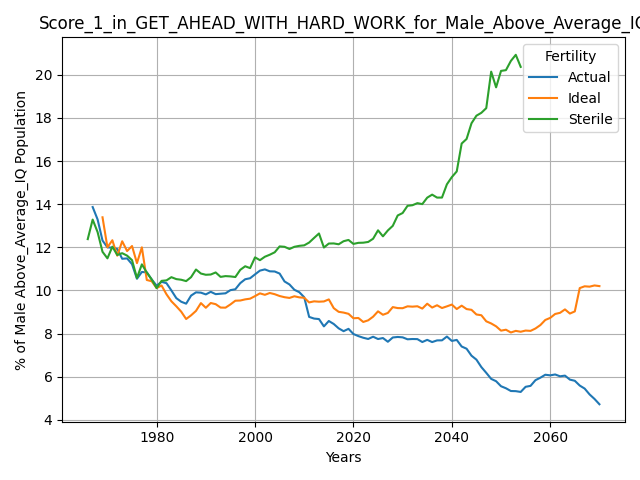 Score_1_in_GET_AHEAD_WITH_HARD_WORK_for_Male_Above_Average_IQ
Fertility
Actual
Ideal
Sterile
% of Male Above_Average_IQ Population
20
18
16
14
12
10
8
6
4
1980 2000 2020 2040 2060
Years